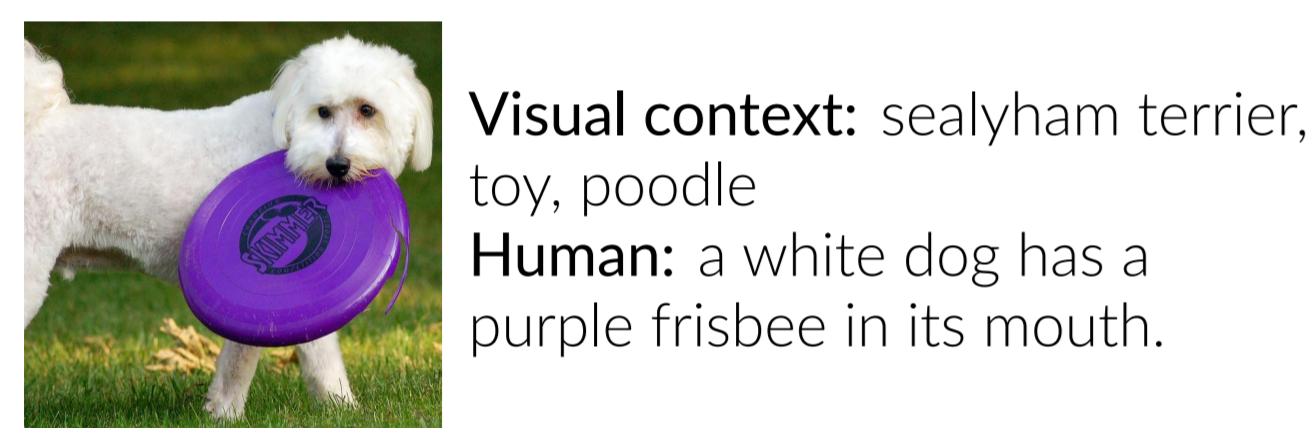 Visual context: sealyham terrier,
toy, poodle
Human: a white dog has a
purple frisbee in its mouth.
SKIMMER